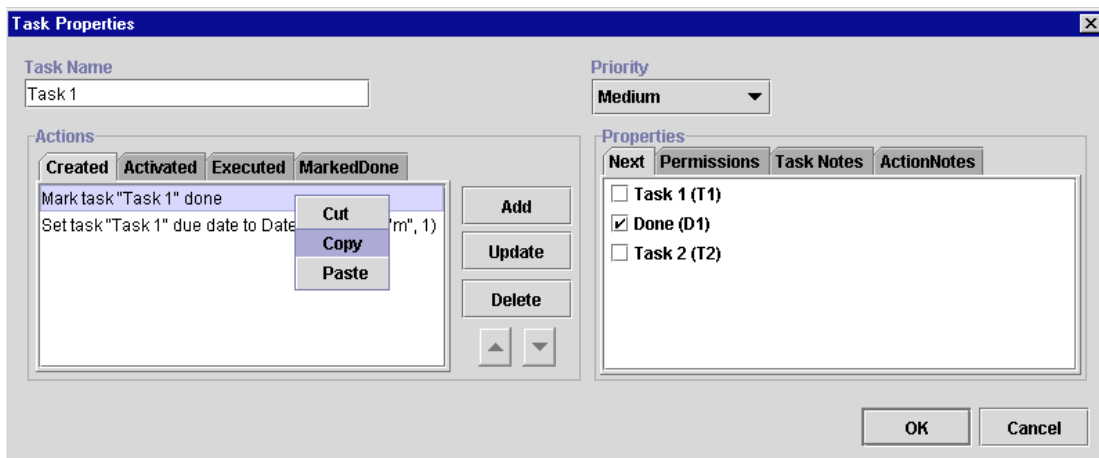 Task Properties
Task Name
Priority
Task 1
Medium
Actions
Properties
Created Activated Executed MarkedDone
Next Permissions Task Notes ActionNotes
Mark task "Task 1" done
Set task "Task 1" due date to Date "m", 1)
Cut
Copy
Paste
Add
Update
Delete
Task 1 (T1)
Done (D1)
Task 2 (T2)
OK
Cancel